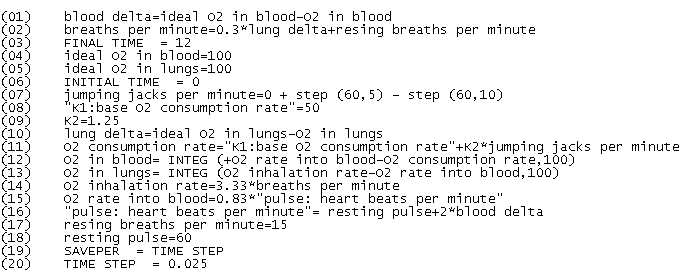 (01) blood delta=ideal O2 in blood-O2 in blood
(02) breaths per minute=0.3*lung delta+resing breaths per minute
(03) FINAL TIME = 12
(04) ideal O2 in blood=100
(05) ideal O2 in lungs=100
(06) INITIAL TIME = 0
(07) jumping jacks per minute=0 + step (60,5) - step (60,10)
(08) "K1:base O2 consumption rate"=50
(09) K2=1.25
(10) lung delta=ideal O2 in lungs-O2 in lungs
(11) O2 consumption rate="K1:base O2 consumption rate"+K2*jumping jacks per minute
(12) O2 in blood= INTEG (+O2 rate into blood-O2 consumption rate,100)
(13) O2 in lungs= INTEG (O2 inhalation rate-O2 rate into blood,100)
(14) O2 inhalation rate=3.33*breaths per minute
(15) O2 rate into blood=0.83*"pulse: heart beats per minute"
(16) "pulse: heart beats per minute"= resting pulse+2*blood delta
(17) resing breaths per minute=15
(18) resting pulse=60
(19) SAVEPER = TIME STEP
(20) TIME STEP = 0.025